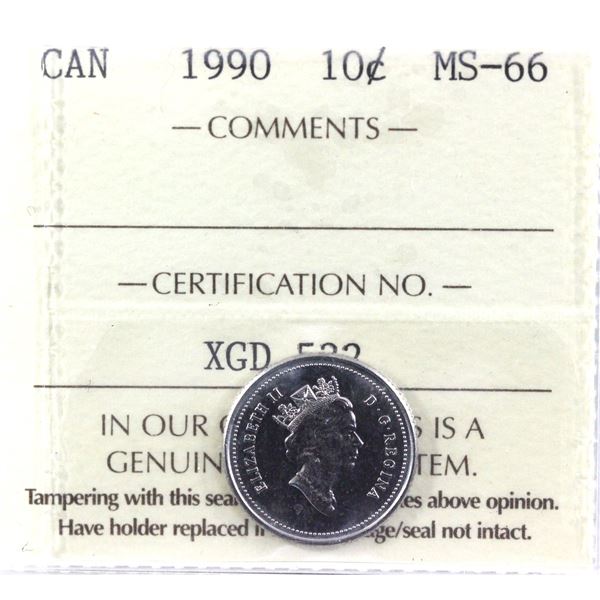 CAN 1990 10¢ MS-66
— COMMENTS —
— CERTIFICATION NO. —
XGD
IN OUR S IS A
GENUIN TEM.
Tampering with this sea es above opinion.
Have holder replaced i ge/seal not intact.
ELIZABETH II D·G·REGINA